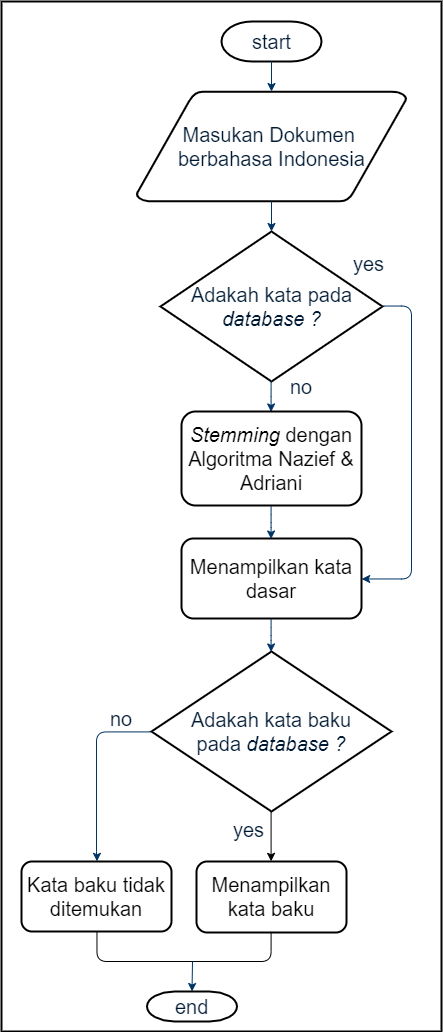 start
Masukan Dokumen
berbahasa Indonesia
yes
Adakah kata pada
database ?
no
Stemming dengan
Algoritma Nazief &
Adriani
Menampilkan kata
dasar
no
Adakah kata baku
pada database ?
yes
Kata baku tidak
ditemukan
Menampilkan
kata baku
end